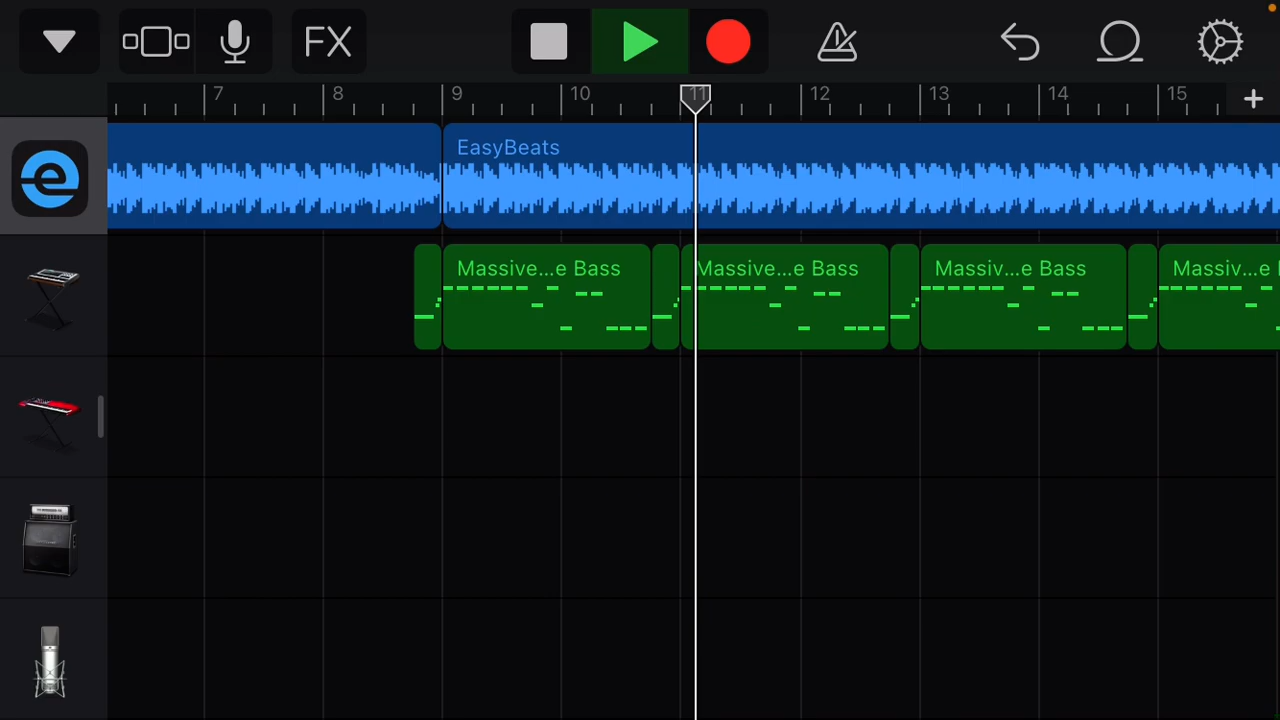 FX
7 8 9 10 11 12 13 14 15 +
e
EasyBeats
Massive...e Bass Massive...e Bass Massiv...e Bass Massiv...e